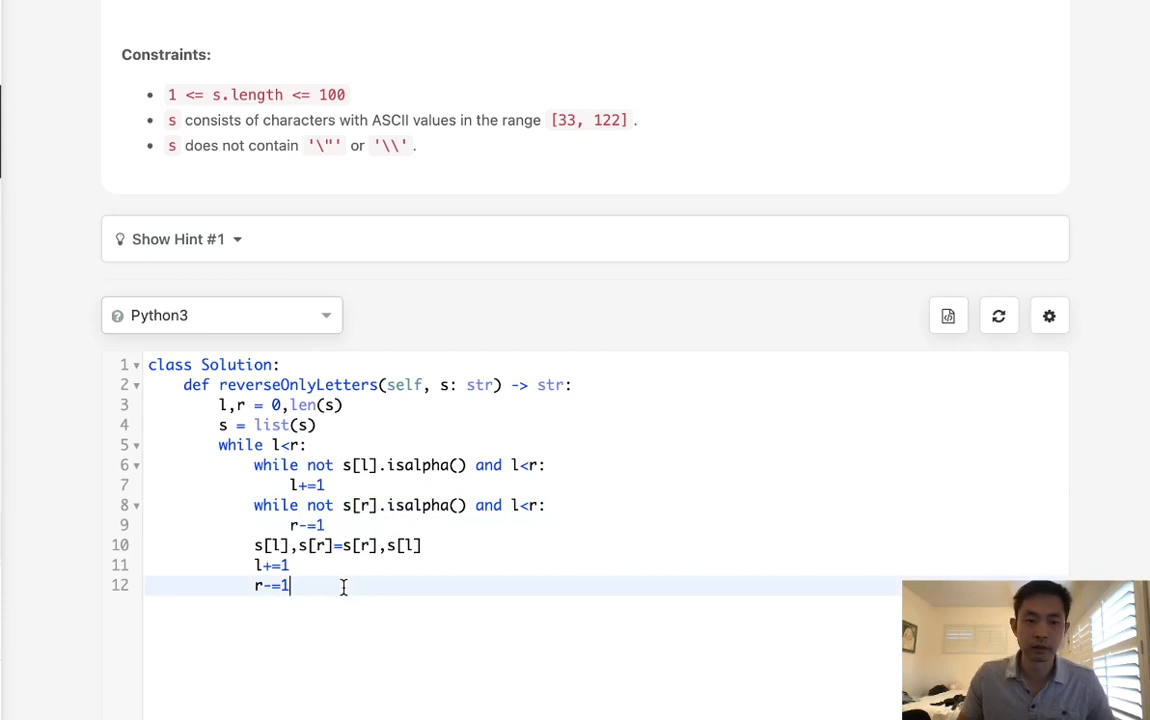 Constraints:
1 <= s.length <= 100
s consists of characters with ASCII values in the range [33, 122].
s does not contain '\"' or '\\'.
Show Hint #1
Python3
1 class Solution:
2 def reverseOnlyLetters(self, s: str) -> str:
3 l,r = 0,len(s)
4 s = list(s)
5 while l<r:
6 while not s[l].isalpha() and l<r:
7 l+=1
8 while not s[r].isalpha() and l<r:
9 r-=1
10 s[l],s[r]=s[r],s[l]
11 l+=1
12 r-=1